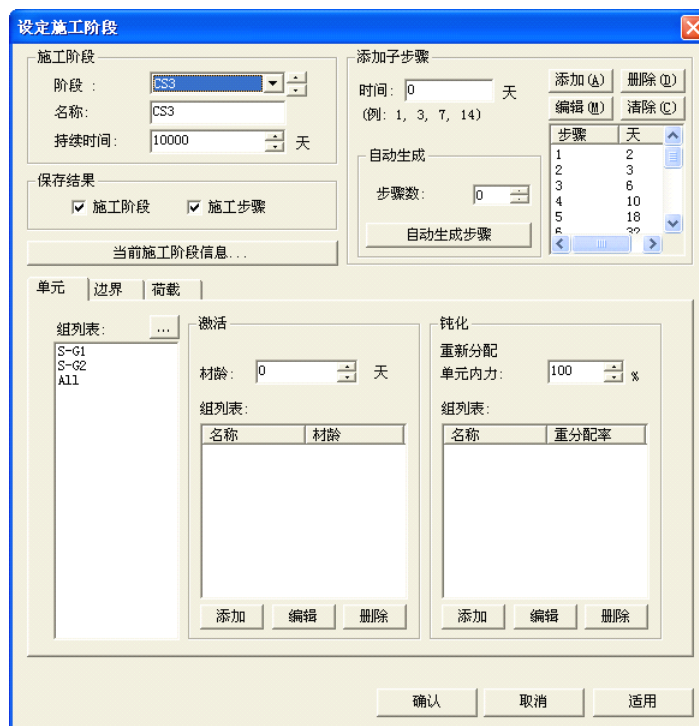 设定施工阶段
施工阶段
阶段 :
CS3
名称:
CS3
持续时间:
10000
天
保存结果
施工阶段
施工步骤
当前施工阶段信息...
添加子步骤
时间:
0
天
(例: 1, 3, 7, 14)
自动生成
步骤数:
0
自动生成步骤
添加(A)
删除(D)
编辑(M)
清除(C)
步骤 天
1 2
2 3
3 6
4 10
5 18
6 32
单元
边界
荷载
组列表:
...
S-G1
S-G2
All
激活
材龄:
0
天
组列表:
名称 材龄
添加
编辑
删除
钝化
重新分配
单元内力:
100
%
组列表:
名称 重分配率
添加
编辑
删除
确认
取消
适用